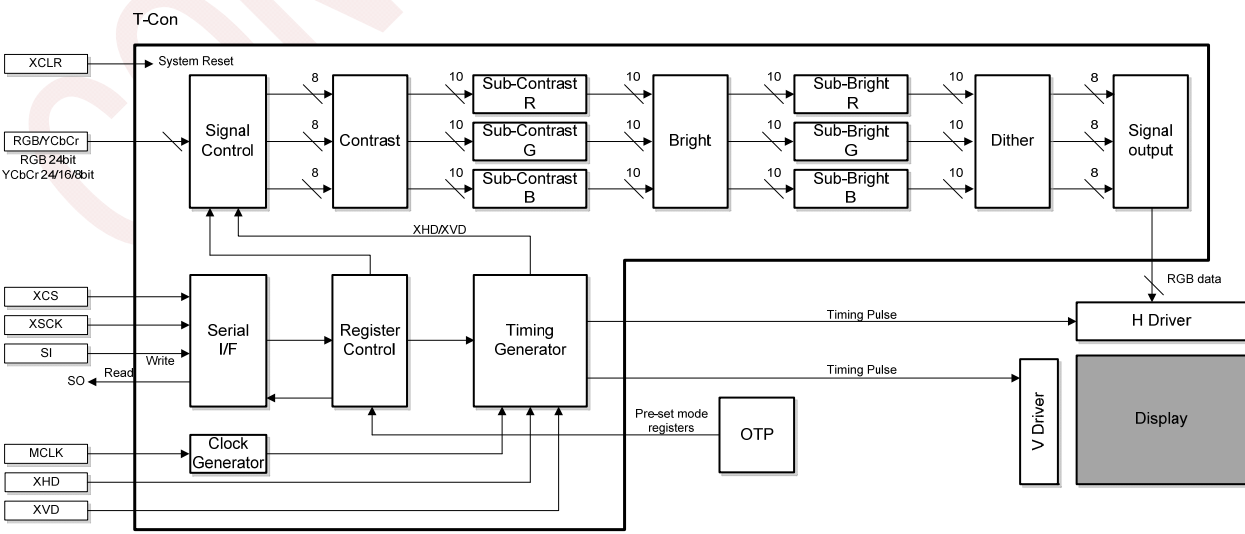 T-Con
XCLR
System Reset
8
10
10
10
10
8
Sub-Contrast
R
Sub-Bright
R
RGB/YCbCr
RGB 24bit
YCbCr 24/16/8bit
Signal
Control
8
Contrast
10
Sub-Contrast
G
10
Bright
10
Sub-Bright
G
10
Dither
8
Signal
output
8
10
Sub-Contrast
B
10
10
Sub-Bright
B
10
8
XHD/XVD
RGB data
XCS
XSCK
SI
SO
Read
Write
Serial
I/F
Register
Control
Timing
Generator
Timing Pulse
H Driver
Timing Pulse
V Driver
Display
Pre-set mode
registers
OTP
MCLK
Clock
Generator
XHD
XVD